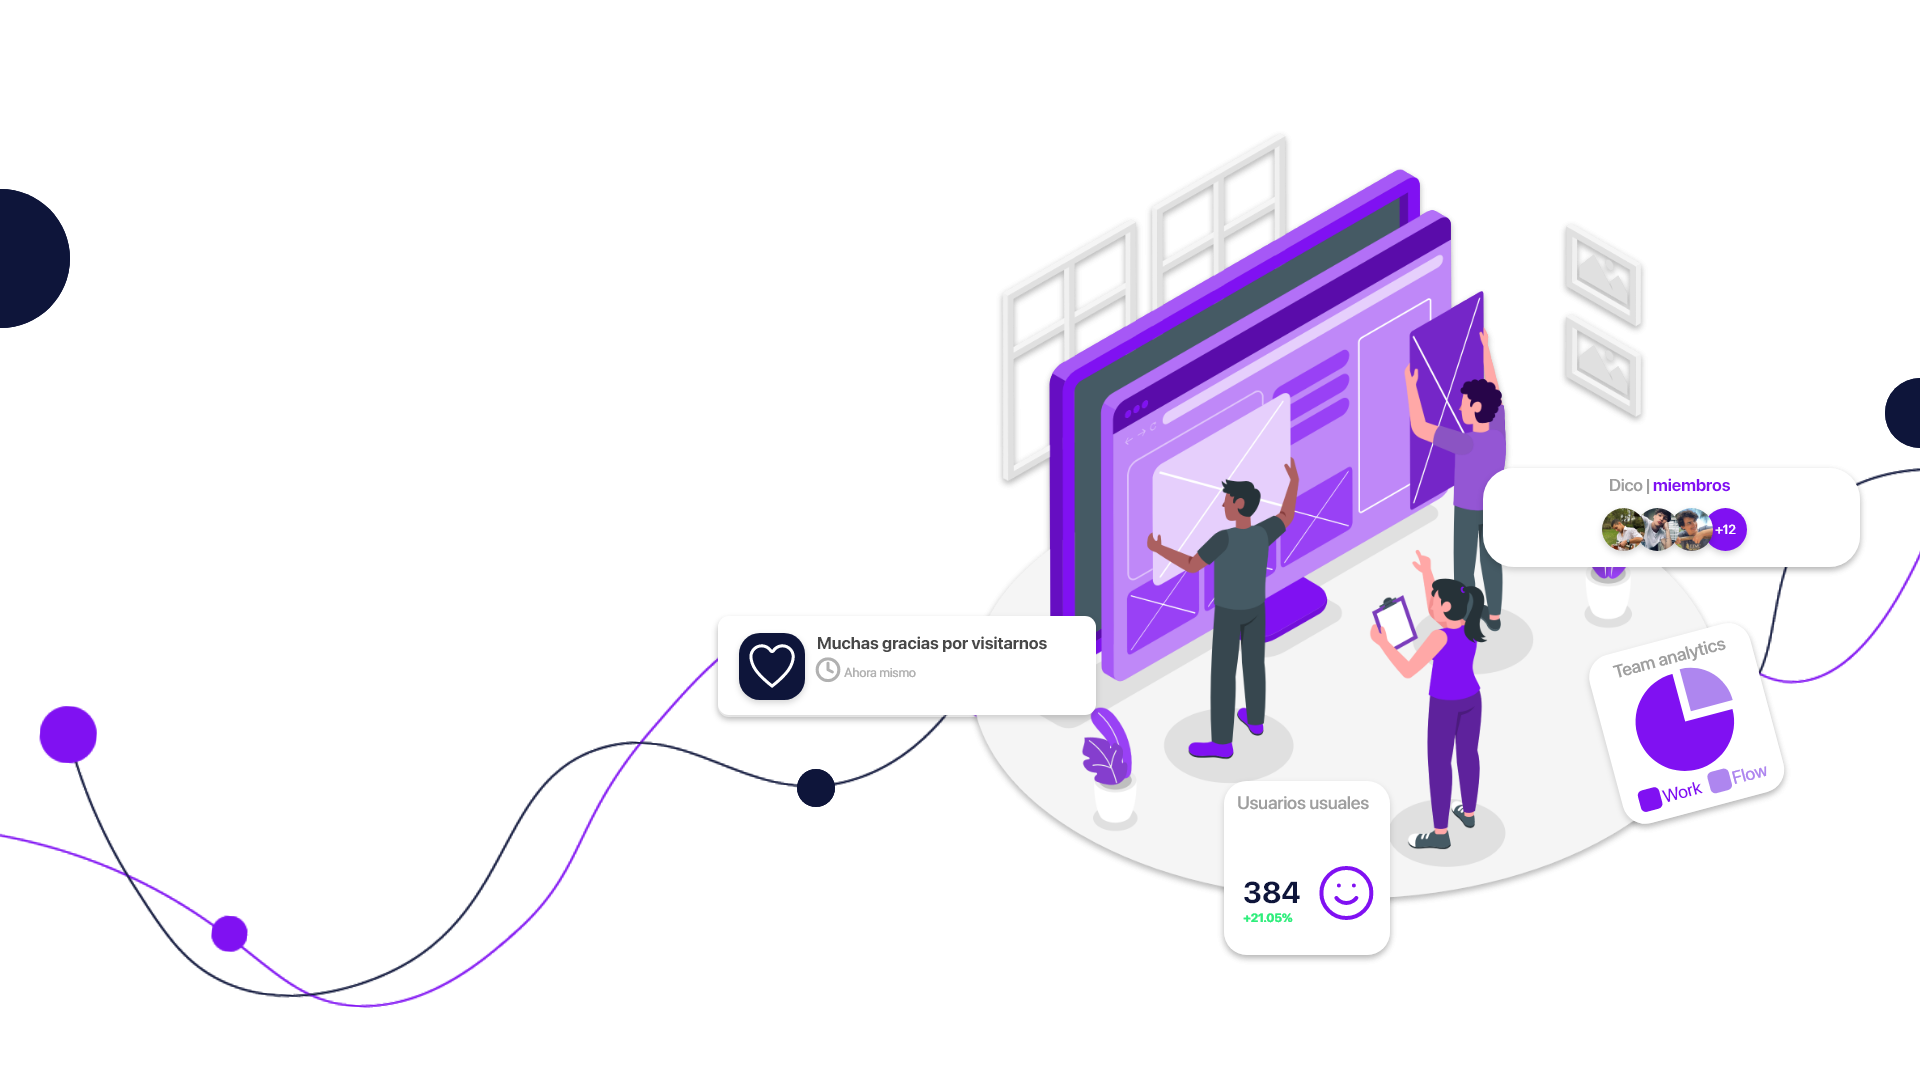 Dico | miembros
+12
Muchas gracias por visitarnos
Ahora mismo
Team analytics
Work Flow
Usuarios usuales
384
+21.05%